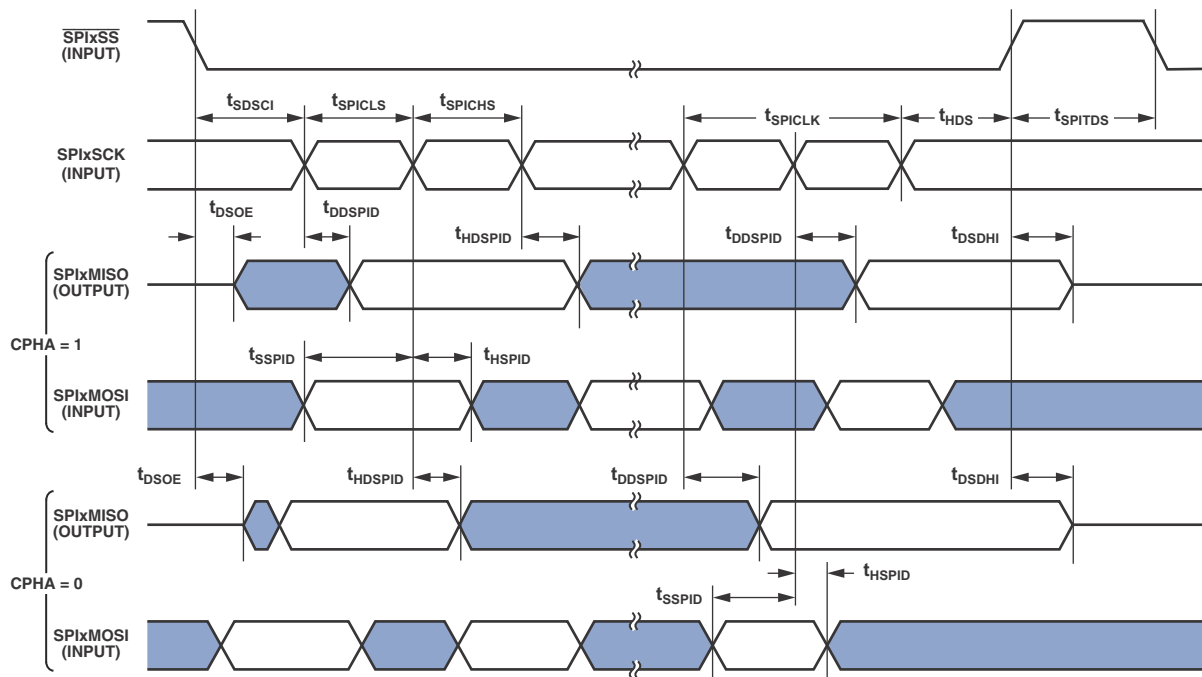 SPIxSS
(INPUT)
tSDSCI tSPICLS tSPICHS tSPICLK tHDS tSPITDS
SPIxSCK
(INPUT)
tDSOE tDDSPID tHDSPID tDDSPID tDSDHI
SPIxMISO
(OUTPUT)
CPHA = 1
tSSPID tHSPID
SPIxMOSI
(INPUT)
tDSOE tHDSPID tDDSPID tDSDHI
SPIxMISO
(OUTPUT)
CPHA = 0
tHSPID
tSSPID
SPIxMOSI
(INPUT)